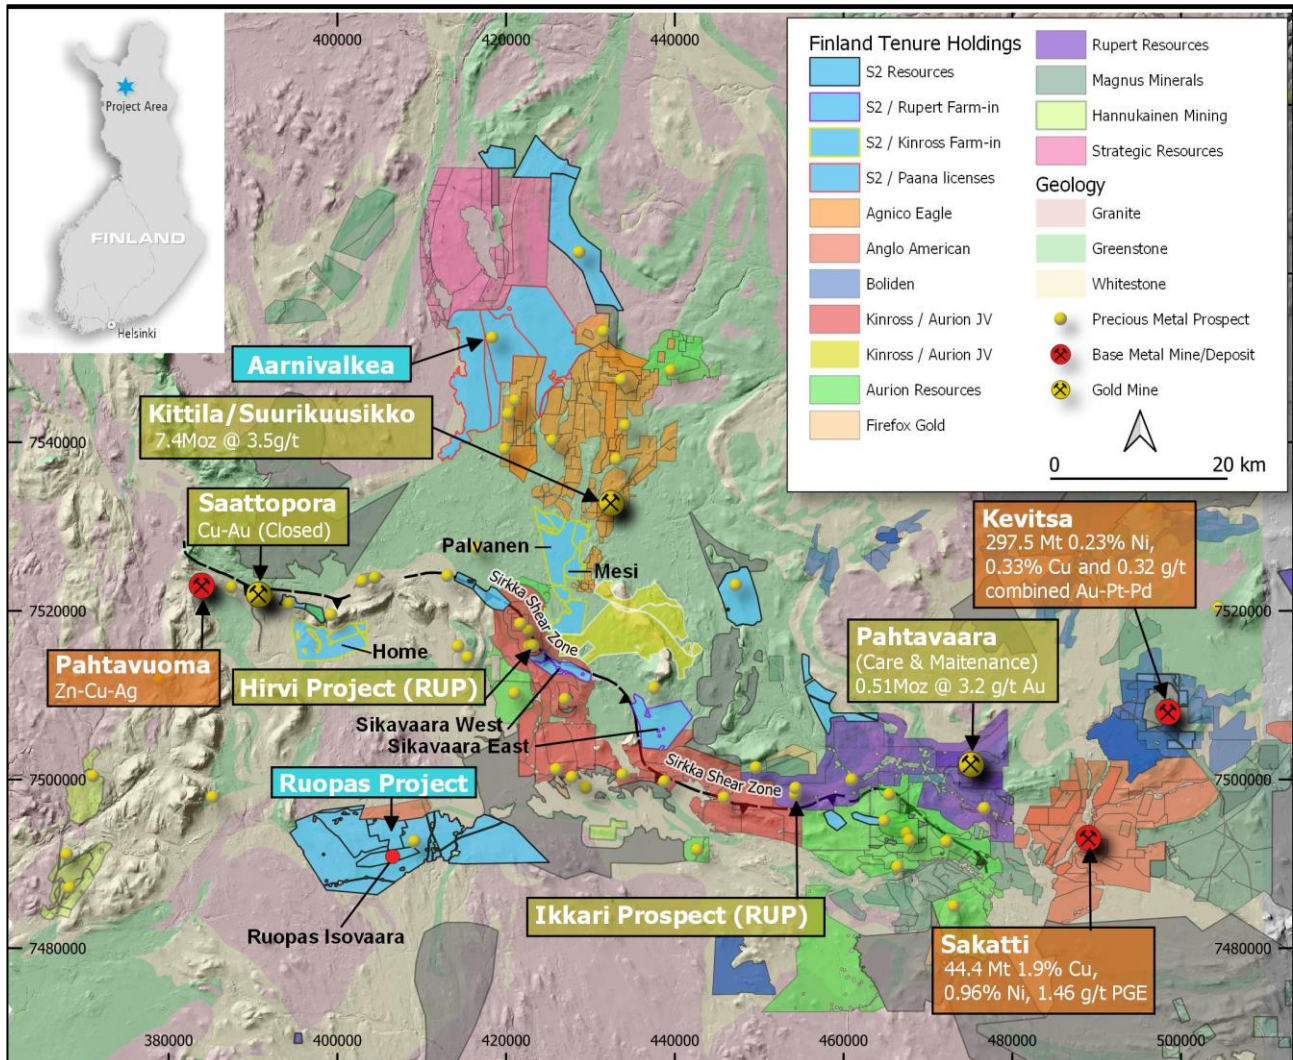 400000
420000
440000
Project Area
FINLAND
Helsinki
Finland Tenure Holdings
S2 Resources
S2 / Rupert Farm-in
S2 / Kinross Farm-in
S2 / Paana licenses
Agnico Eagle
Anglo American
Boliden
Kinross / Aurion JV
Kinross / Aurion JV
Aurion Resources
Firefox Gold
Rupert Resources
Magnus Minerals
Hannukainen Mining
Strategic Resources
Geology
Granite
Greenstone
Whitestone
Precious Metal Prospect
Base Metal Mine/Deposit
Gold Mine
0 20 km
Aarnivalkea
Kittila/Suurikuusikko
7.4Moz @ 3.5g/t
7540000
7540000
Saattopora
Cu-Au (Closed)
Palvanen
Mesi
Kevitsa
297.5 Mt 0.23% Ni,
0.33% Cu and 0.32 g/t
combined Au-Pt-Pd
7520000
7520000
Sirkka Shear Zone
Home
Pahtavuoma
Zn-Cu-Ag
Hirvi Project (RUP)
Pahtavaara
(Care & Maitenance)
0.51Moz @ 3.2 g/t Au
Sikavaara West
Sikavaara East
Sirkka Shear Zone
7500000
7500000
Ruopas Project
Ruopas Isovaara
Ikkari Prospect (RUP)
Sakatti
44.4 Mt 1.9% Cu,
0.96% Ni, 1.46 g/t PGE
7480000
7480000
380000
400000
420000
440000
460000
480000
500000